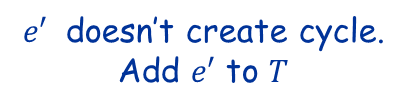 e′ doesn't create cycle.
Add e′ to T